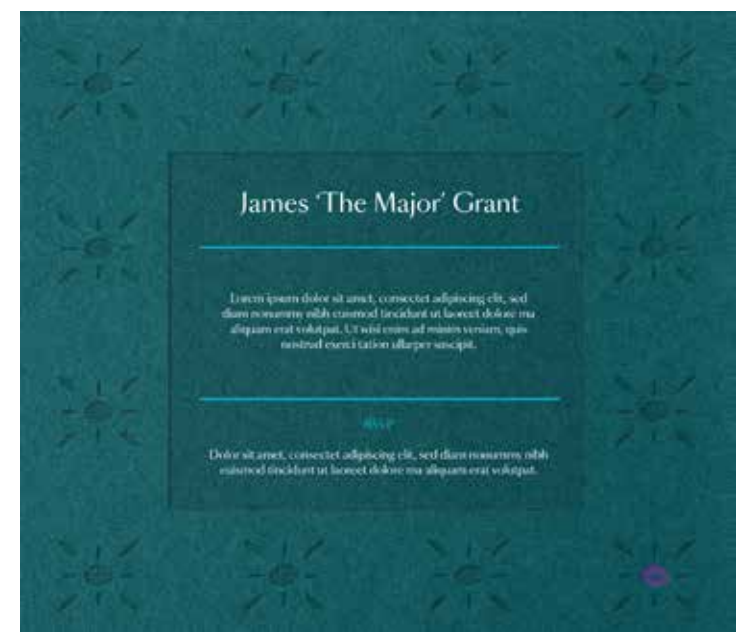 James ‘The Major’ Grant
Lorem ipsum dolor sit amet, consectet adipiscing elit, sed
diam nonummy nibh euismod tincidunt ut laoreet dolore ma
aliquam erat volutpat. Ut wisi enim ad minim veniam, quis
nostrud exerci tation ullarper suscipit.
RSVP
Dolor sit amet, consectet adipiscing elit, sed diam nonummy nibh
euismod tincidunt ut laoreet dolore ma aliquam erat volutpat.